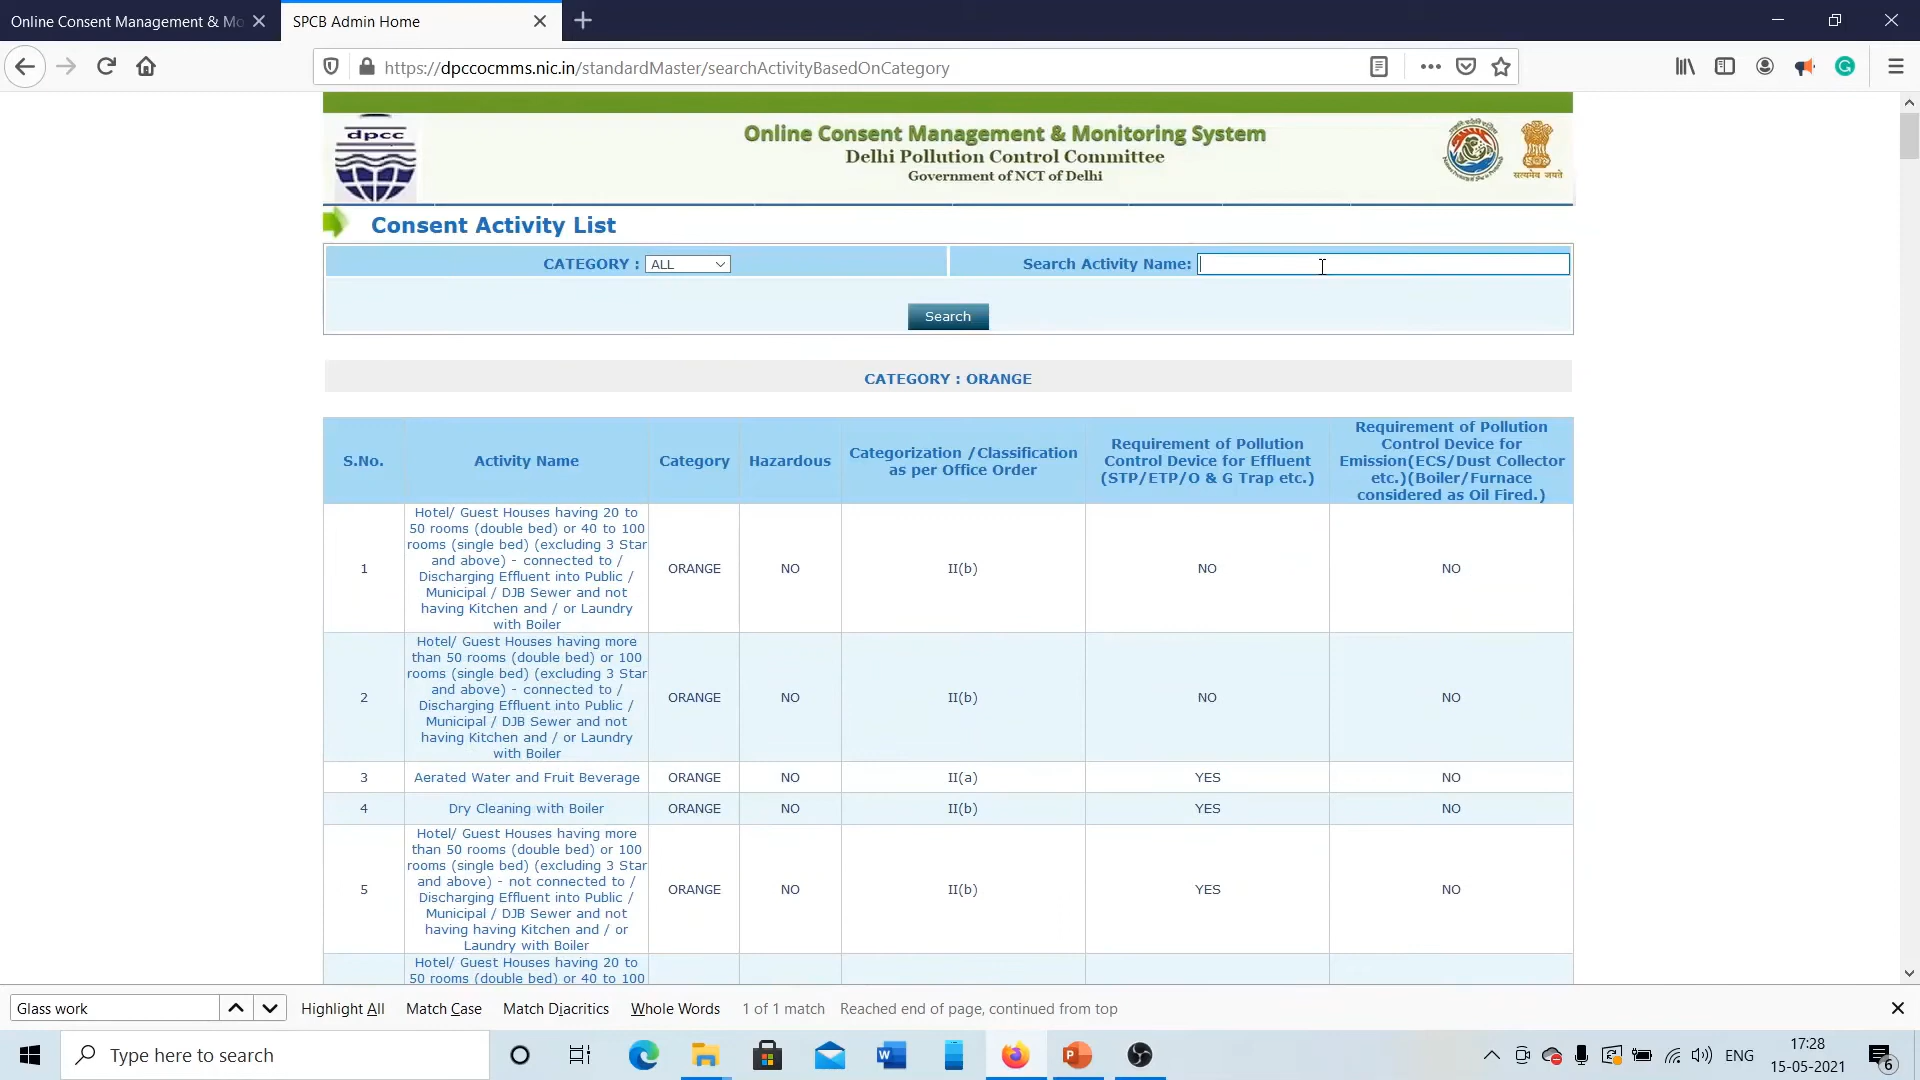 Online Consent Management & Mo
SPCB Admin Home
https://dpccocmms.nic.in/standardMaster/searchActivityBasedOnCategory
dpcc
Online Consent Management & Monitoring System
Delhi Pollution Control Committee
Government of NCT of Delhi
सत्यमेव जयते
Consent Activity List
CATEGORY : ALL
Search Activity Name:
Search
CATEGORY : ORANGE
S.No.
Activity Name
Category
Hazardous
Categorization /Classification
as per Office Order
Requirement of Pollution
Control Device for Effluent
(STP/ETP/O & G Trap etc.)
Requirement of Pollution
Control Device for
Emission(ECS/Dust Collector
etc.)(Boiler/Furnace
considered as Oil Fired.)
1
Hotel/ Guest Houses having 20 to
50 rooms (double bed) or 40 to 100
rooms (single bed) (excluding 3 Star
and above) - connected to /
Discharging Effluent into Public /
Municipal / DJB Sewer and not
having Kitchen and / or Laundry
with Boiler
ORANGE
NO
II(b)
NO
NO
2
Hotel/ Guest Houses having more
than 50 rooms (double bed) or 100
rooms (single bed) (excluding 3 Star
and above) - connected to /
Discharging Effluent into Public /
Municipal / DJB Sewer and not
having Kitchen and / or Laundry
with Boiler
ORANGE
NO
II(b)
NO
NO
3
Aerated Water and Fruit Beverage
ORANGE
NO
II(a)
YES
NO
4
Dry Cleaning with Boiler
ORANGE
NO
II(b)
YES
NO
5
Hotel/ Guest Houses having more
than 50 rooms (double bed) or 100
rooms (single bed) (excluding 3 Star
and above) - not connected to /
Discharging Effluent into Public /
Municipal / DJB Sewer and not
having having Kitchen and / or
Laundry with Boiler
ORANGE
NO
II(b)
YES
NO
Hotel/ Guest Houses having 20 to
50 rooms (double bed) or 40 to 100
Glass work
Highlight All
Match Case
Match Diacritics
Whole Words
1 of 1 match
Reached end of page, continued from top
Type here to search
ENG
17:28
15-05-2021
6